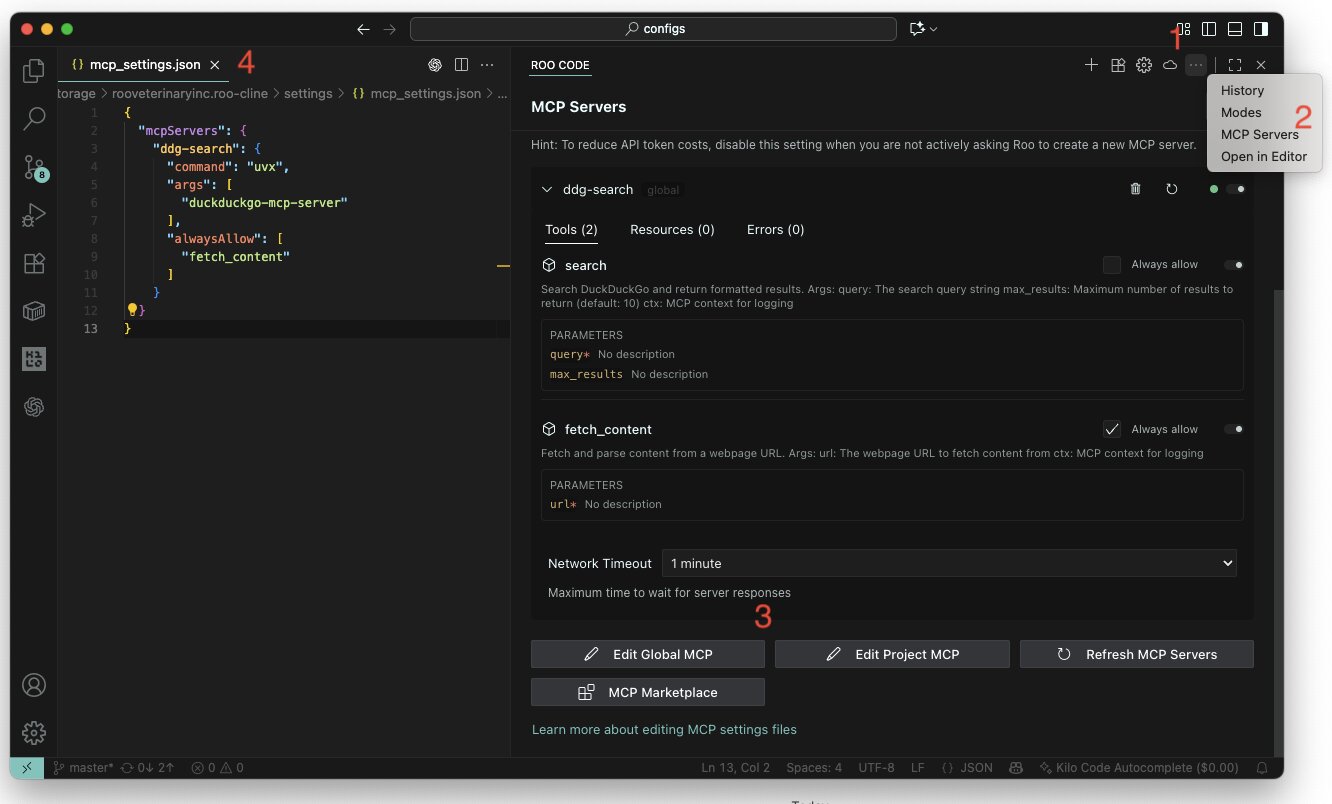 configs
1
mcp_settings.json
4
torage > rooveterinaryinc.roo-cline > settings > {} mcp_settings.json > ...
1 {
2 "mcpServers": {
3 "ddg-search": {
4 "command": "uvx",
5 "args": [
6 "duckduckgo-mcp-server"
7 ],
8 "alwaysAllow": [
9 "fetch_content"
10 ]
11 }
12 }
13 }
8
ROO CODE
History
Modes
MCP Servers
Open in Editor
2
MCP Servers
Hint: To reduce API token costs, disable this setting when you are not actively asking Roo to create a new MCP server.
ddg-search global
Tools (2) Resources (0) Errors (0)
search Always allow
Search DuckDuckGo and return formatted results. Args: query: The search query string max_results: Maximum number of results to
return (default: 10) ctx: MCP context for logging
PARAMETERS
query* No description
max_results No description
fetch_content Always allow
Fetch and parse content from a webpage URL. Args: url: The webpage URL to fetch content from ctx: MCP context for logging
PARAMETERS
url* No description
Network Timeout 1 minute
Maximum time to wait for server responses
3
Edit Global MCP Edit Project MCP Refresh MCP Servers
MCP Marketplace
Learn more about editing MCP settings files
master* 0↓ 2↑ 0 0 Ln 13, Col 2 Spaces: 4 UTF-8 LF {} JSON Kilo Code Autocomplete ($0.00)